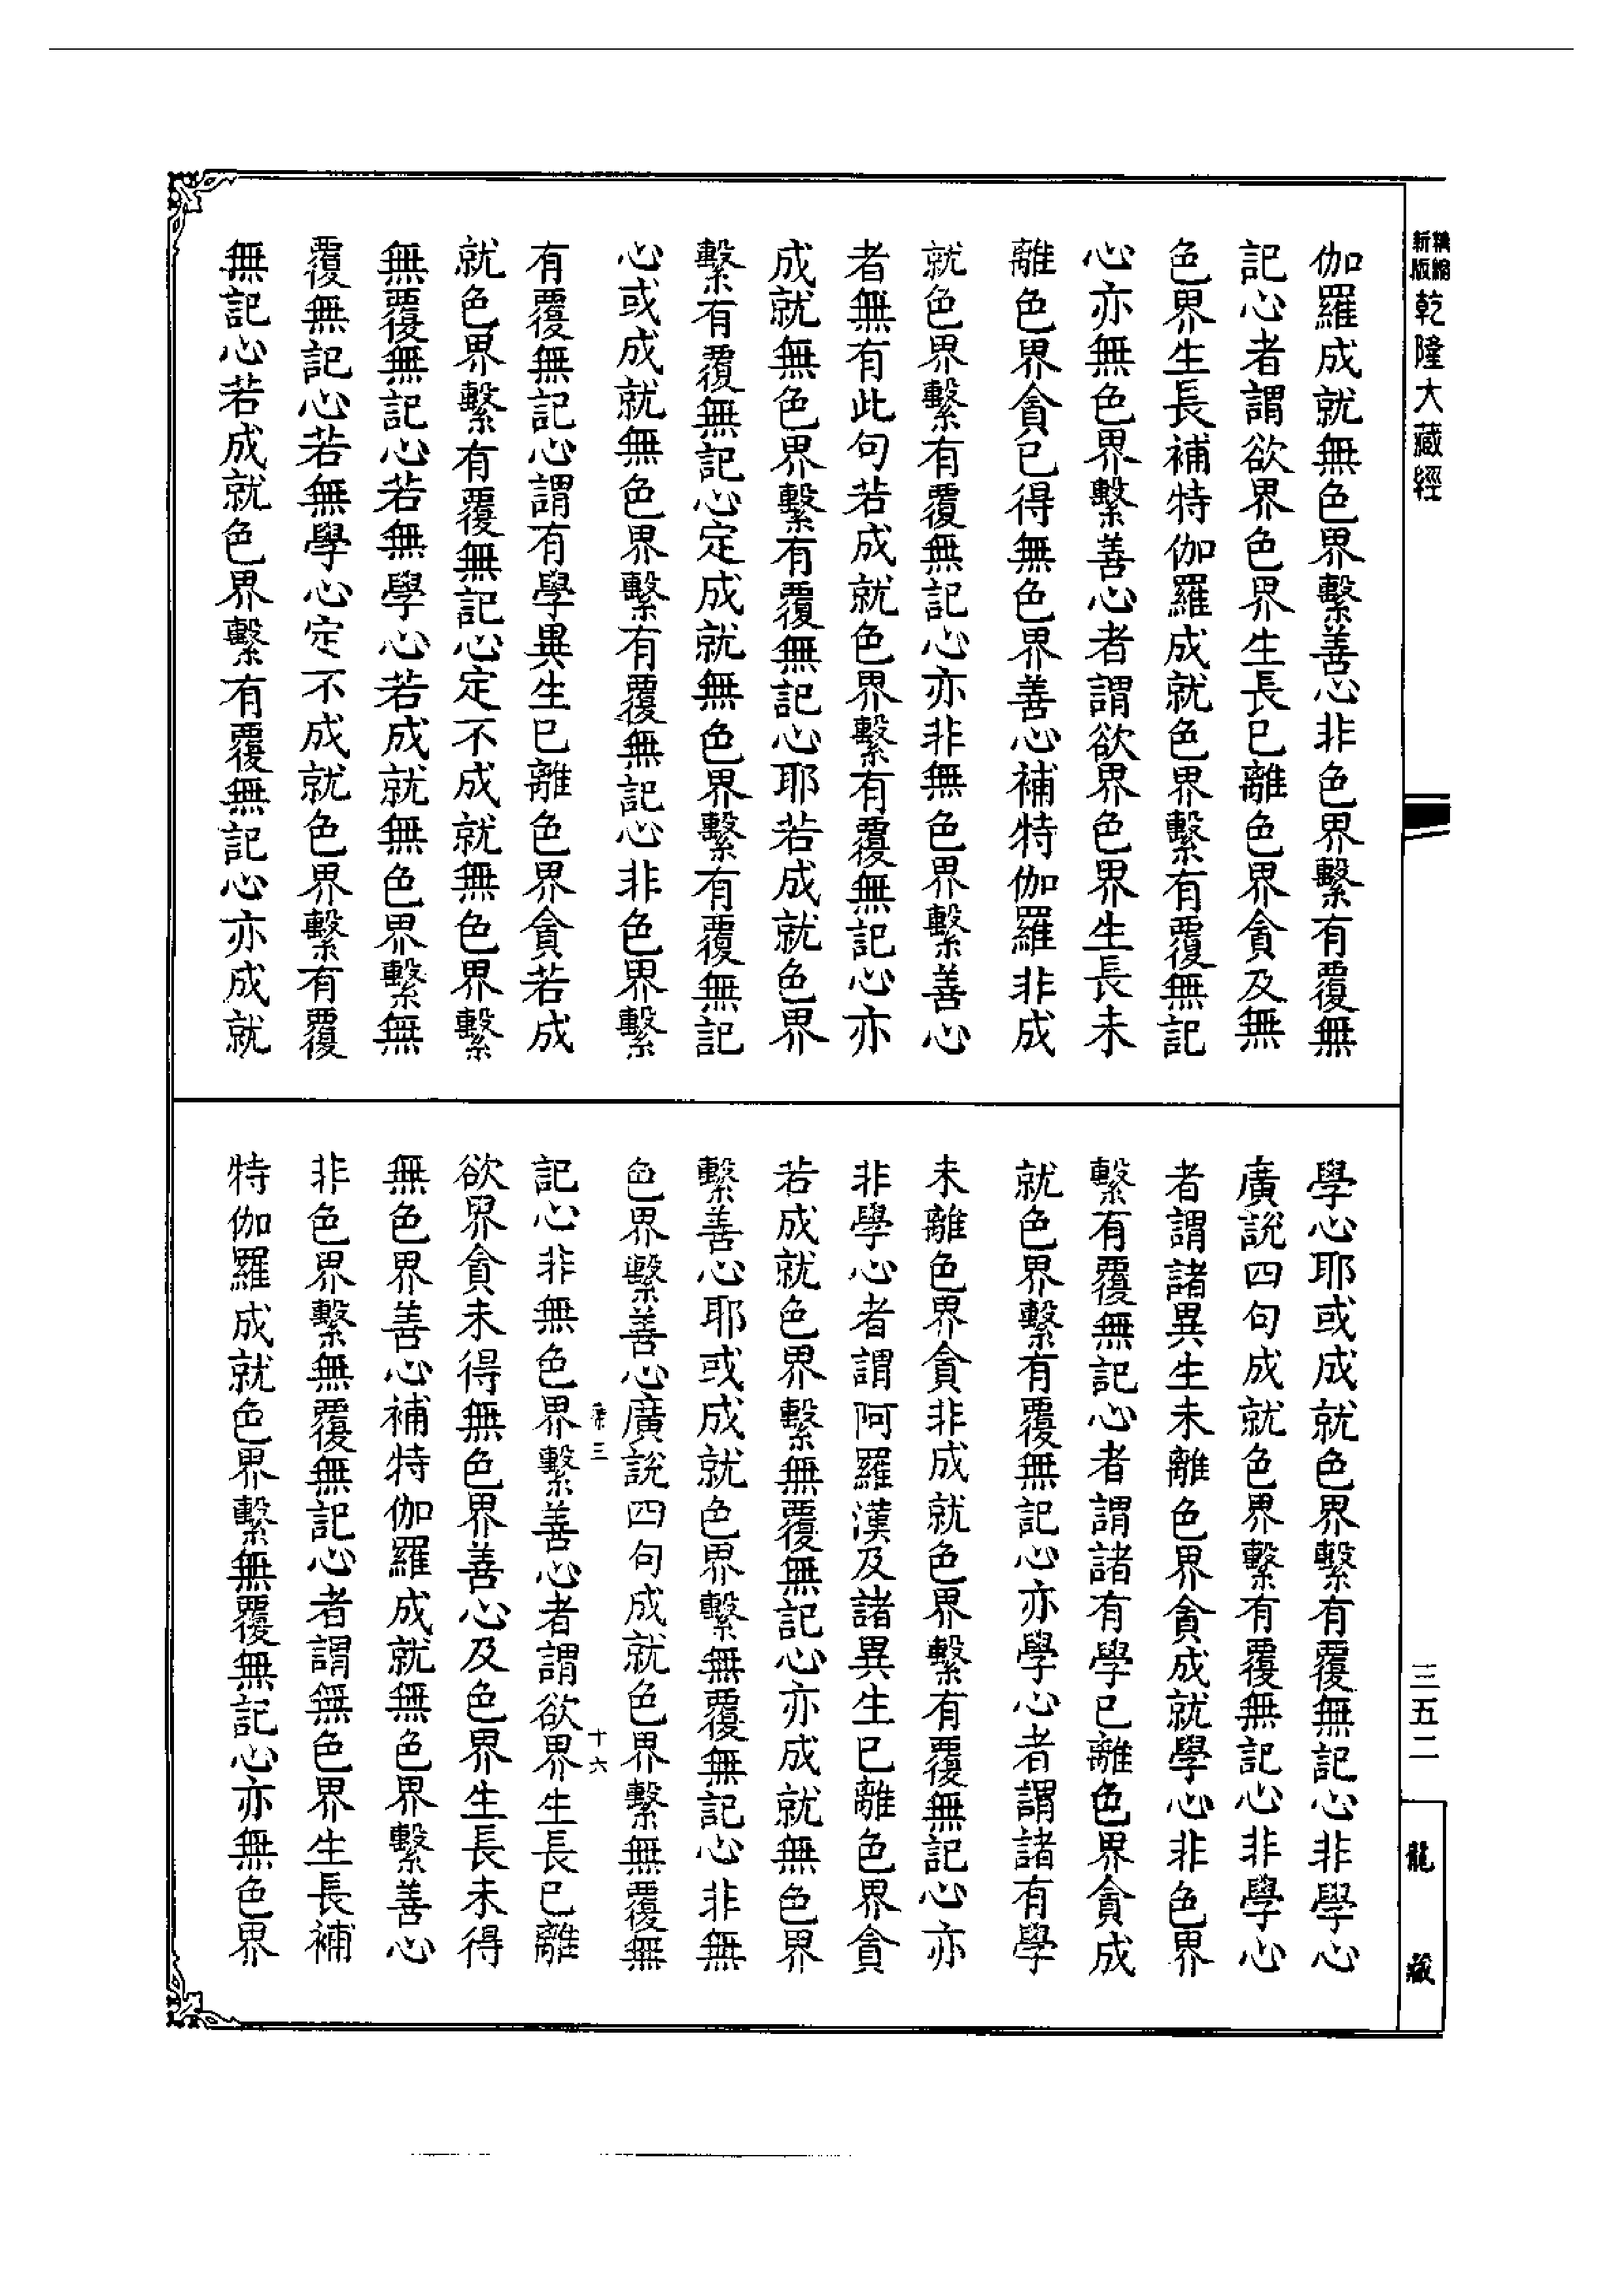 精縮新版乾隆大藏經
伽羅成就無色界繫善心非色界繫有覆無
記心者謂欲界色界生長已離色界貪及無
色界生長補特伽羅成就色界繫有覆無記
心亦無色界繫善心者謂欲界色界生長未
離色界貪已得無色界善心補特伽羅非成
就色界繫有覆無記心亦非無色界繫善心
者無有此句若成就色界繫有覆無記心亦
成就無色界繫有覆無記心耶若成就色界
繫有覆無記心定成就無色界繫有覆無記
心或成就無色界繫有覆無記心非色界繫
有覆無記心謂有學異生已離色界貪若成
就色界繫有覆無記心定不成就無色界繫
無覆無記心若無學心若成就無色界繫無
覆無記心若無學心定不成就色界繫有覆
無記心若成就色界繫有覆無記心亦成就
學心耶或成就色界繫有覆無記心非學心
廣說四句成就色界繫有覆無記心非學心
者謂諸異生未離色界貪成就學心非色界
繫有覆無記心者謂諸有學已離色界貪成
就色界繫有覆無記心亦學心者謂諸有學
未離色界貪非成就色界繫有覆無記心亦
非學心者謂阿羅漢及諸異生已離色界貪
若成就色界繫無覆無記心亦成就無色界
繫善心耶或成就色界繫無覆無記心非無
色界繫善心廣說四句成就色界繫無覆無
記心非無色界繫善心者謂欲界生長已離
欲界貪未得無色界善心及色界生長未得
無色界善心補特伽羅成就無色界繫善心
非色界繫無覆無記心者謂無色界生長補
特伽羅成就色界繫無覆無記心亦無色界
三 十六
三五二
龍藏